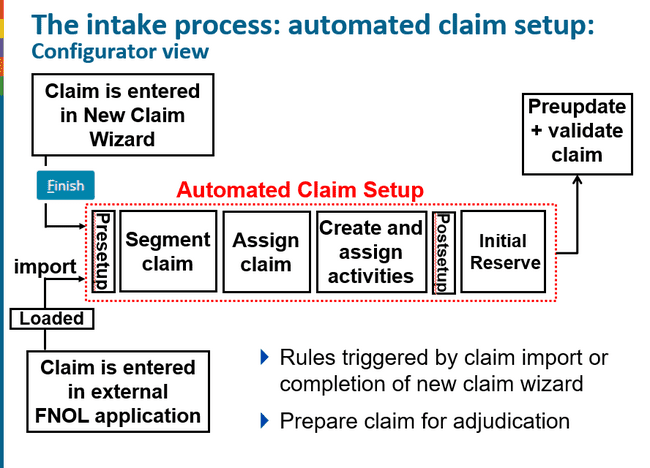 The intake process: automated claim setup:
Configurator view
Claim is entered
in New Claim
Wizard
Finish
Preupdate
+ validate
claim
Automated Claim Setup
Presetup
Segment
claim
Assign
claim
Create and
assign
activities
Postsetup
Initial
Reserve
import
Loaded
Claim is entered
in external
FNOL application
Rules triggered by claim import or
completion of new claim wizard
Prepare claim for adjudication